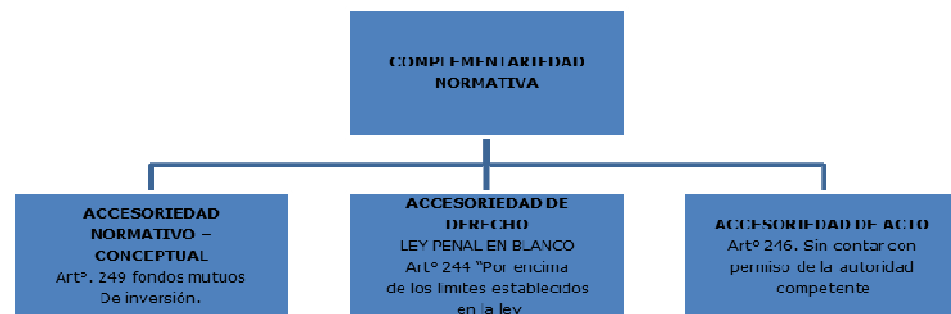 COMPLEMENTARIEDAD
NORMATIVA
ACCESORIEDAD
NORMATIVO –
CONCEPTUAL
Artº. 249 fondos mutuos
De inversión.
ACCESORIEDAD DE
DERECHO
LEY PENAL EN BLANCO
Artº 244 “Por encima
de los limites establecidos
en la ley
ACCESORIEDAD DE ACTO
Artº 246. Sin contar con
permiso de la autoridad
competente